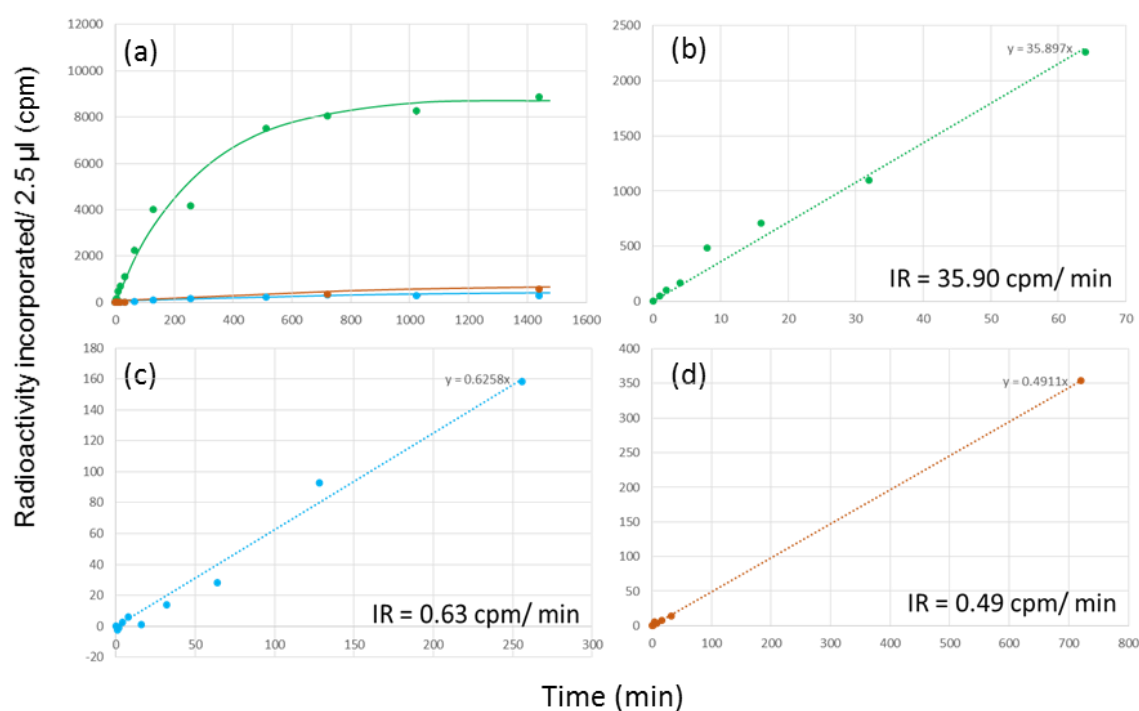 Radioactivity incorporated/ 2.5 µl (cpm)
(a)
12000
10000
8000
6000
4000
2000
0
0 200 400 600 800 1000 1200 1400 1600
(b)
y = 35.897x
2500
2000
1500
1000
500
0
IR = 35.90 cpm/ min
0 10 20 30 40 50 60 70
(c)
y = 0.6258x
180
160
140
120
100
80
60
40
20
0
-20
IR = 0.63 cpm/ min
0 50 100 150 200 250 300
(d)
y = 0.4911x
400
350
300
250
200
150
100
50
0
IR = 0.49 cpm/ min
0 100 200 300 400 500 600 700 800
Time (min)